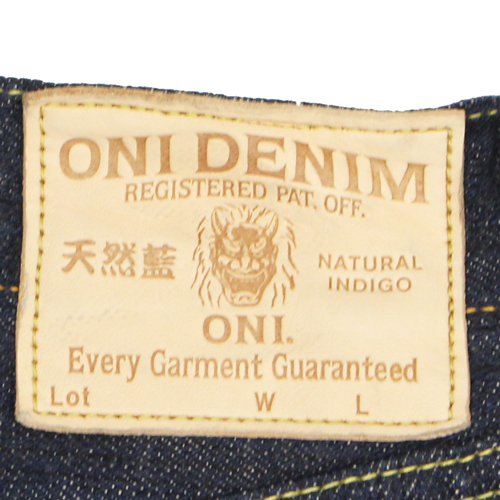 ONI DENIM
REGISTERED PAT. OFF.
天然藍
NATURAL
INDIGO
ONI.
Every Garment Guaranteed
Lot W L